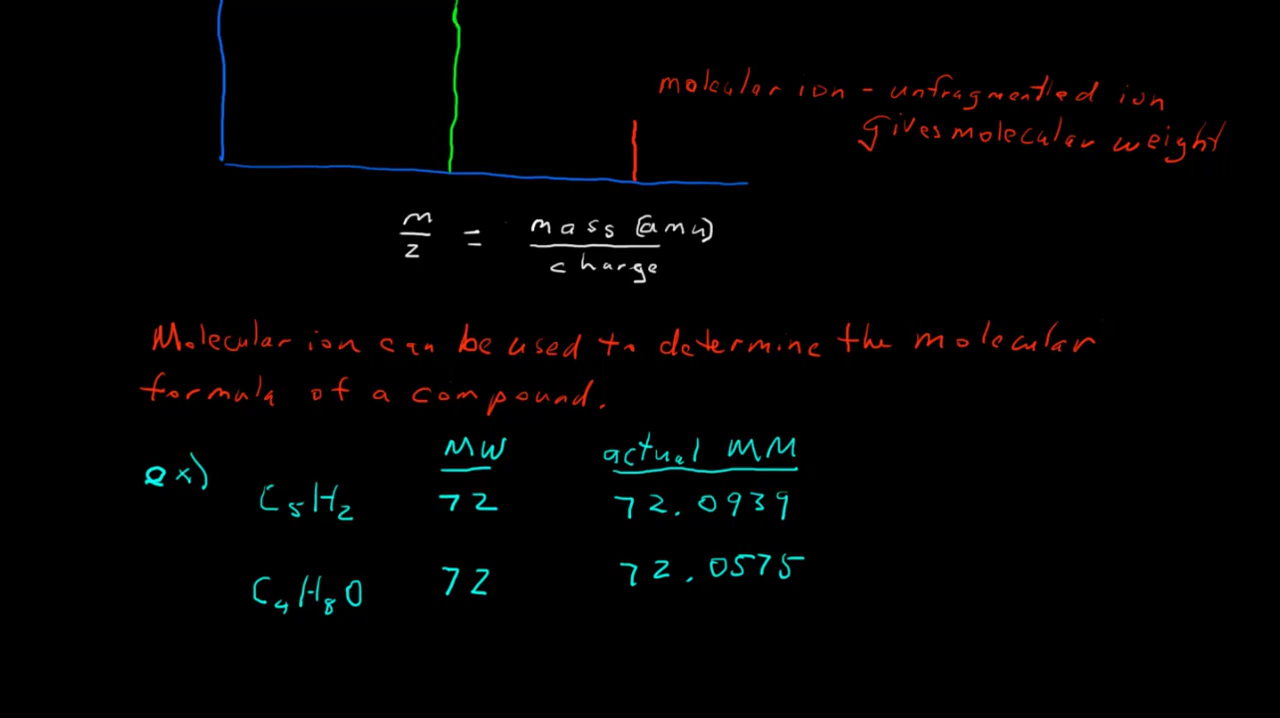 molecular ion - unfragmentled ion
gives molecular weight
m/z = mass (amu)/charge
Molecular ion can be used to determine the molecular
formula of a compound.
MW actual MM
ex) C₅H₂ 72 72.0939
C₄H₈O 72 72.0575